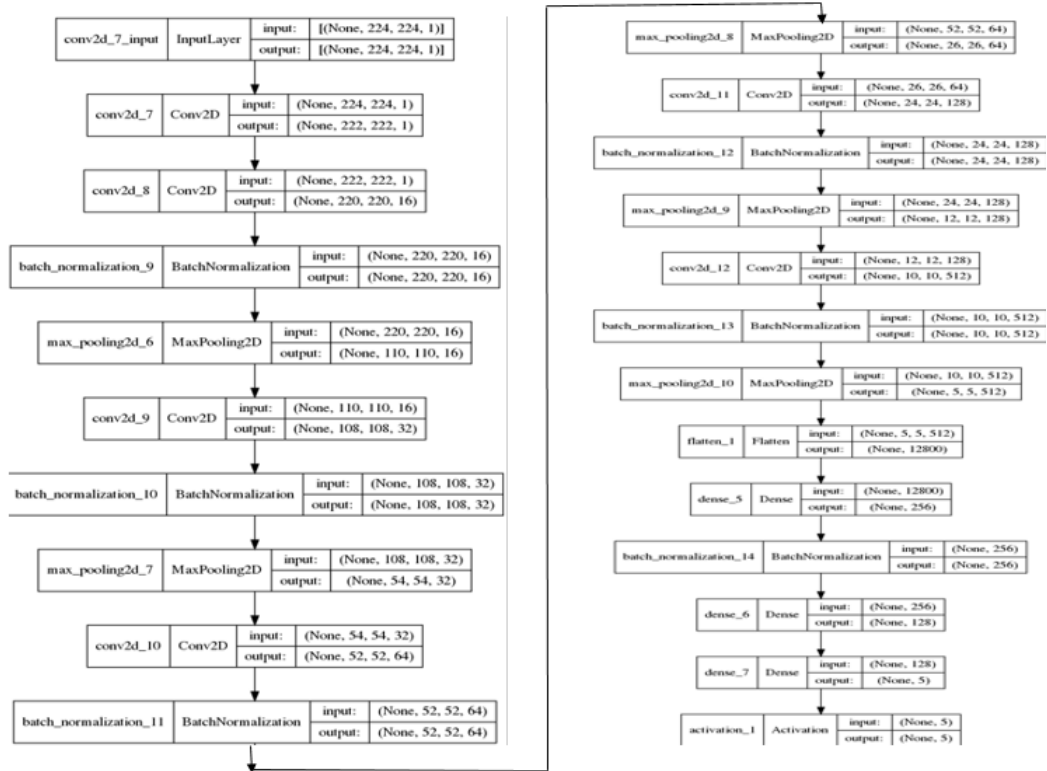 conv2d_7_input InputLayer input: [(None, 224, 224, 1)]
output: [(None, 224, 224, 1)]
conv2d_7 Conv2D input: (None, 224, 224, 1)
output: (None, 222, 222, 1)
conv2d_8 Conv2D input: (None, 222, 222, 1)
output: (None, 220, 220, 16)
batch_normalization_9 BatchNormalization input: (None, 220, 220, 16)
output: (None, 220, 220, 16)
max_pooling2d_6 MaxPooling2D input: (None, 220, 220, 16)
output: (None, 110, 110, 16)
conv2d_9 Conv2D input: (None, 110, 110, 16)
output: (None, 108, 108, 32)
batch_normalization_10 BatchNormalization input: (None, 108, 108, 32)
output: (None, 108, 108, 32)
max_pooling2d_7 MaxPooling2D input: (None, 108, 108, 32)
output: (None, 54, 54, 32)
conv2d_10 Conv2D input: (None, 54, 54, 32)
output: (None, 52, 52, 64)
batch_normalization_11 BatchNormalization input: (None, 52, 52, 64)
output: (None, 52, 52, 64)
max_pooling2d_8 MaxPooling2D input: (None, 52, 52, 64)
output: (None, 26, 26, 64)
conv2d_11 Conv2D input: (None, 26, 26, 64)
output: (None, 24, 24, 128)
batch_normalization_12 BatchNormalization input: (None, 24, 24, 128)
output: (None, 24, 24, 128)
max_pooling2d_9 MaxPooling2D input: (None, 24, 24, 128)
output: (None, 12, 12, 128)
conv2d_12 Conv2D input: (None, 12, 12, 128)
output: (None, 10, 10, 512)
batch_normalization_13 BatchNormalization input: (None, 10, 10, 512)
output: (None, 10, 10, 512)
max_pooling2d_10 MaxPooling2D input: (None, 10, 10, 512)
output: (None, 5, 5, 512)
flatten_1 Flatten input: (None, 5, 5, 512)
output: (None, 12800)
dense_5 Dense input: (None, 12800)
output: (None, 256)
batch_normalization_14 BatchNormalization input: (None, 256)
output: (None, 256)
dense_6 Dense input: (None, 256)
output: (None, 128)
dense_7 Dense input: (None, 128)
output: (None, 5)
activation_1 Activation input: (None, 5)
output: (None, 5)